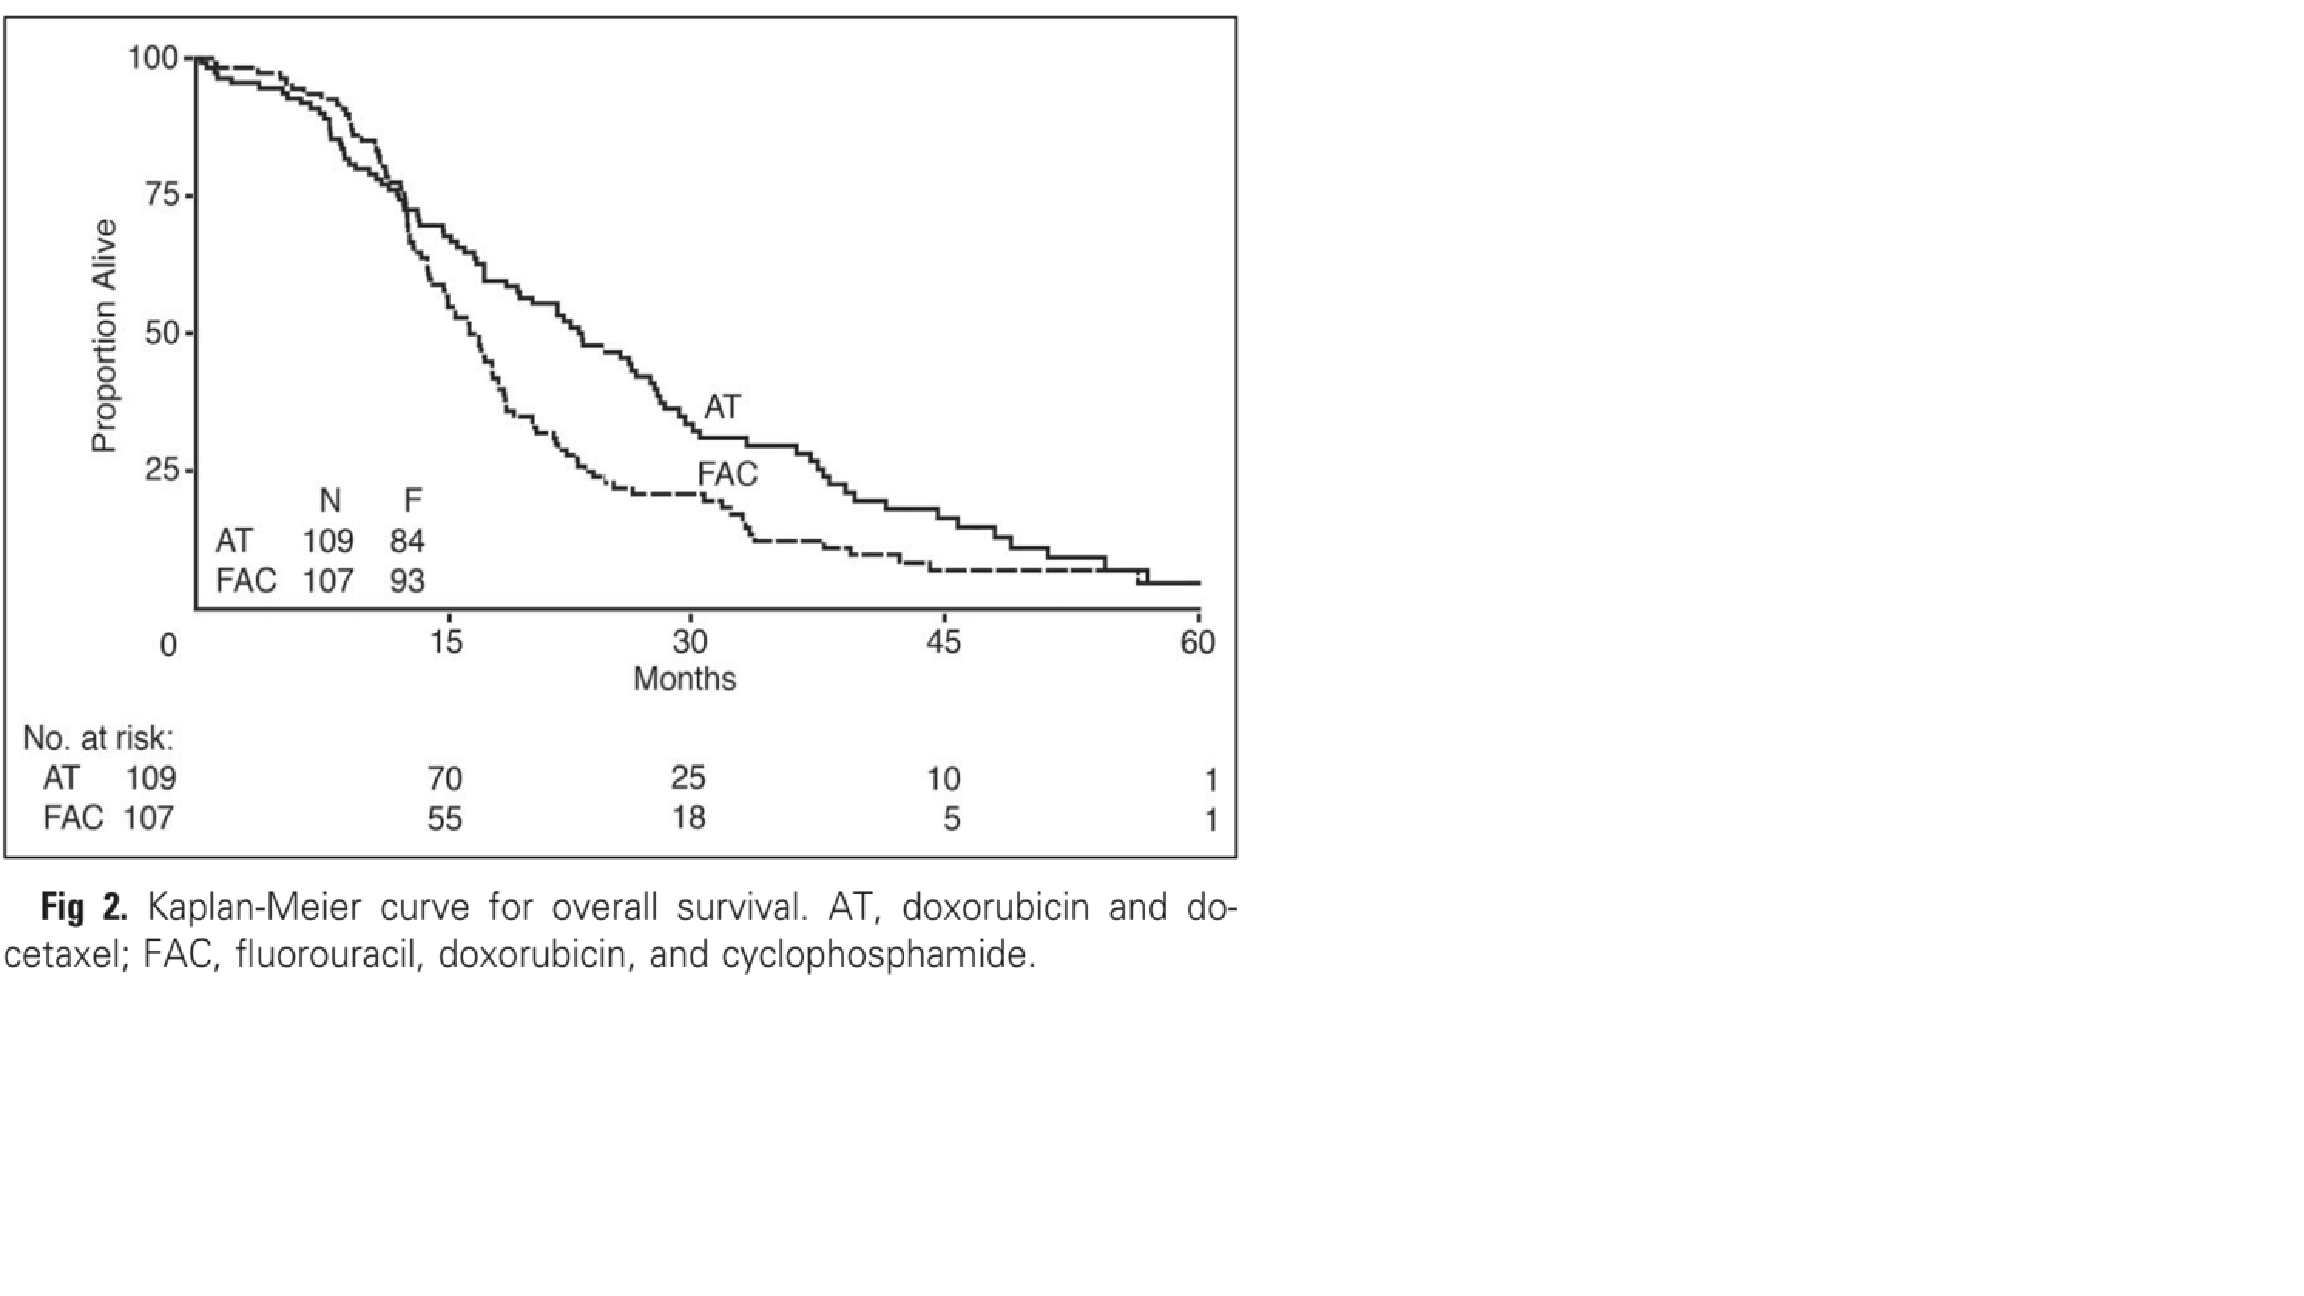 100
75
50
25
Proportion Alive
AT
FAC
N F
AT 109 84
FAC 107 93
0 15 30 45 60
Months
No. at risk:
AT 109 70 25 10 1
FAC 107 55 18 5 1
Fig 2. Kaplan-Meier curve for overall survival. AT, doxorubicin and do-
cetaxel; FAC, fluorouracil, doxorubicin, and cyclophosphamide.